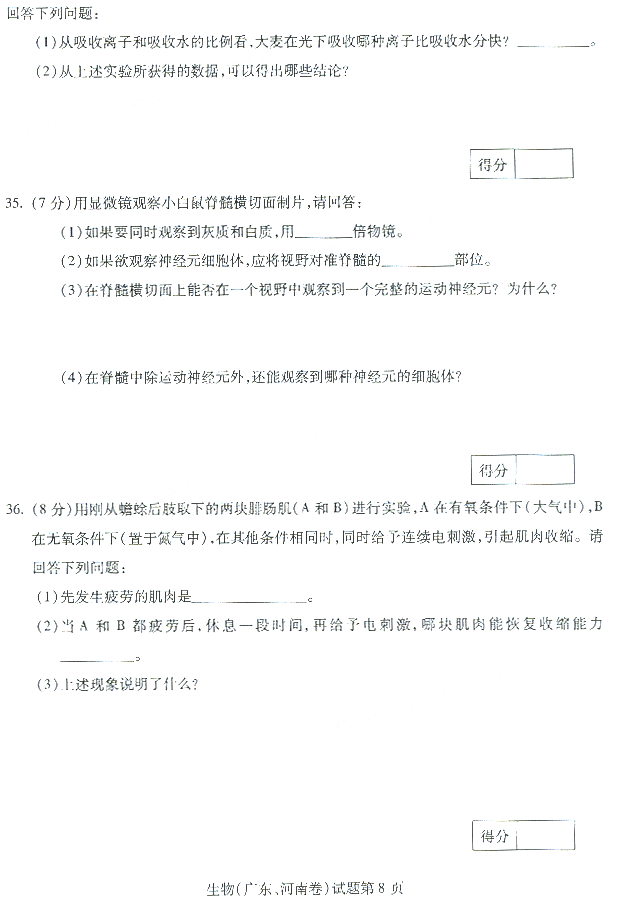 回答下列问题：
(1)从吸收离子和吸收水的比例看,大麦在光下吸收哪种离子比吸收水分快? ________。
(2)从上述实验所获得的数据,可以得出哪些结论?
得分
35. (7 分)用显微镜观察小白鼠脊髓横切面制片,请回答：
(1)如果要同时观察到灰质和白质,用______倍物镜。
(2)如果欲观察神经元细胞体,应将视野对准脊髓的________部位。
(3)在脊髓横切面上能否在一个视野中观察到一个完整的运动神经元? 为什么?
(4)在脊髓中除运动神经元外,还能观察到哪种神经元的细胞体?
得分
36. (8 分)用刚从蟾蜍后肢取下的两块腓肠肌(A 和 B)进行实验,A 在有氧条件下(大气中),B
在无氧条件下(置于氮气中),在其他条件相同时,同时给予连续电刺激,引起肌肉收缩。请
回答下列问题：
(1)先发生疲劳的肌肉是____________。
(2)当 A 和 B 都疲劳后,休息一段时间,再给予电刺激,哪块肌肉能恢复收缩能力
________。
(3)上述现象说明了什么?
得分
生物(广东、河南卷)试题第 8 页